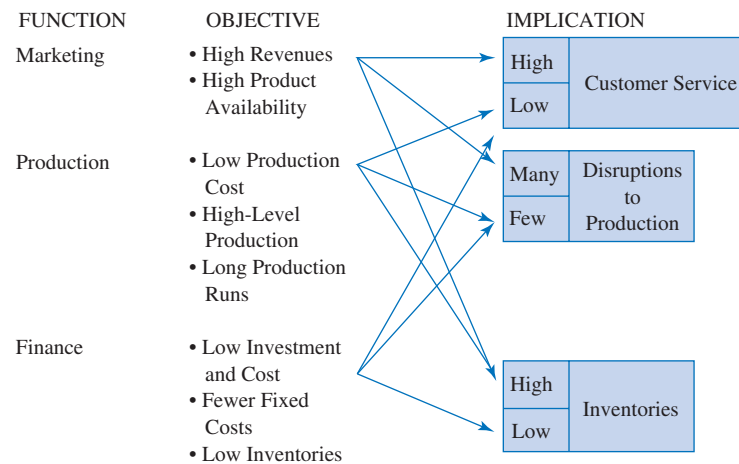 FUNCTION OBJECTIVE IMPLICATION
Marketing
• High Revenues
• High Product
Availability
High
Low
Customer Service
Production
• Low Production
Cost
• High-Level
Production
• Long Production
Runs
Many
Few
Disruptions
to
Production
Finance
• Low Investment
and Cost
• Fewer Fixed
Costs
• Low Inventories
High
Low
Inventories